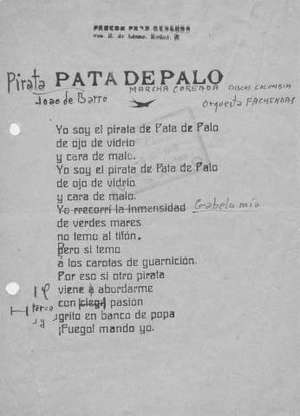 Pirata PATA DE PALO
Joao de Barro
MARCHA COREADA
DISCOS COLUMBIA
Orquesta FACHENDAS
Yo soy el pirata de Pata de Palo
de ojo de vidrio
y cara de malo.
Yo soy el pirata de Pata de Palo
de ojo de vidrio
y cara de malo.
Yo recorrí la inmensidad
de verdes mares
no temo al tifón.
Pero si temo
á los carotas de guarnición.
Por eso si otro pirata
viene á abordarme
con pasión
grito en banco de popa
¡Fuego! mando yo.